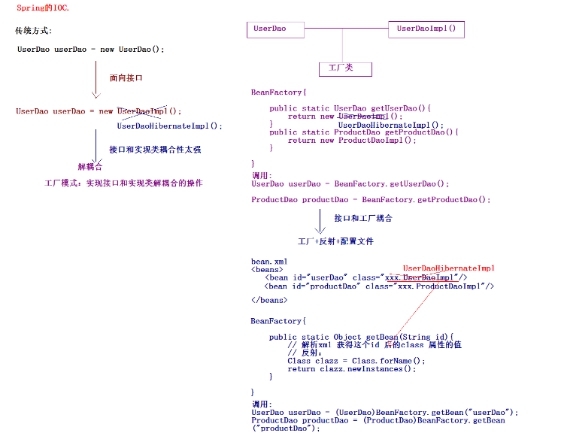 Spring的IOC.
传统方式:
UserDao userDao = new UserDao();
面向接口
UserDao userDao = new UserDaoImpl();
UserDaoHibernateImpl();
接口和实现类耦合性太强
解耦合
工厂模式: 实现接口和实现类解耦合的操作
UserDao
UserDaoImpl()
工厂类
BeanFactory{
public static UserDao getUserDao(){
return new UserDaoImpl();
UserDaoHibernateImpl();
}
public static ProductDao getProductDao(){
return new ProductDaoImpl();
}
}
调用:
UserDao userDao = BeanFactory.getUserDao();
ProductDao productDao = BeanFactory.getProductDao();
接口和工厂耦合
工厂+反射+配置文件
UserDaoHibernateImpl
bean.xml
<beans>
<bean id="userDao" class="xxx.UserDaoImpl"/>
<bean id="productDao" class="xxx.ProductDaoImpl"/>
</beans>
BeanFactory{
public static Object getBean(String id){
// 解析xml 获得这个id 后的class 属性的值
// 反射:
Class clazz = Class.forName();
return clazz.newInstances();
}
}
调用:
UserDao userDao = (UserDao)BeanFactory.getBean("userDao");
ProductDao productDao = (ProductDao)BeanFactory.getBean
("productDao");